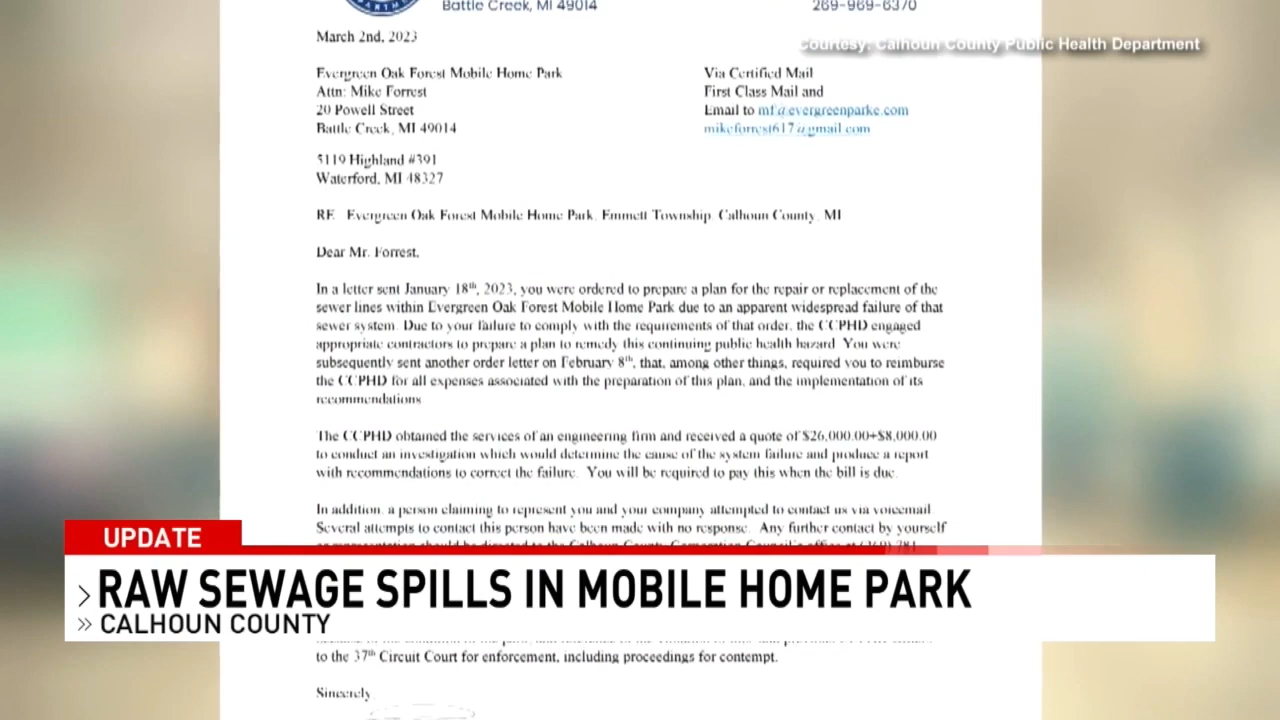 Battle Creek, MI 49014
269-969-6370
Courtesy: Calhoun County Public Health Department
March 2nd, 2023
Evergreen Oak Forest Mobile Home Park
Attn: Mike Forrest
20 Powell Street
Battle Creek, MI 49014
Via Certified Mail
First Class Mail and
Email to mf@evergreenparke.com
mikeforrest617@gmail.com
5119 Highland #391
Waterford, MI 48327
RE Evergreen Oak Forest Mobile Home Park, Emmett Township, Calhoun County, MI
Dear Mr. Forrest,
In a letter sent January 18th, 2023, you were ordered to prepare a plan for the repair or replacement of the
sewer lines within Evergreen Oak Forest Mobile Home Park due to an apparent widespread failure of that
sewer system. Due to your failure to comply with the requirements of that order, the CCPHD engaged
appropriate contractors to prepare a plan to remedy this continuing public health hazard. You were
subsequently sent another order letter on February 8th, that, among other things, required you to reimburse
the CCPHD for all expenses associated with the preparation of this plan, and the implementation of its
recommendations
The CCPHD obtained the services of an engineering firm and received a quote of $26,000.00+$8,000.00
to conduct an investigation which would determine the cause of the system failure and produce a report
with recommendations to correct the failure. You will be required to pay this when the bill is due.
In addition, a person claiming to represent you and your company attempted to contact us via voicemail.
Several attempts to contact this person have been made with no response. Any further contact by yourself
UPDATE
RAW SEWAGE SPILLS IN MOBILE HOME PARK
CALHOUN COUNTY
to the 37th Circuit Court for enforcement, including proceedings for contempt.
Sincerely